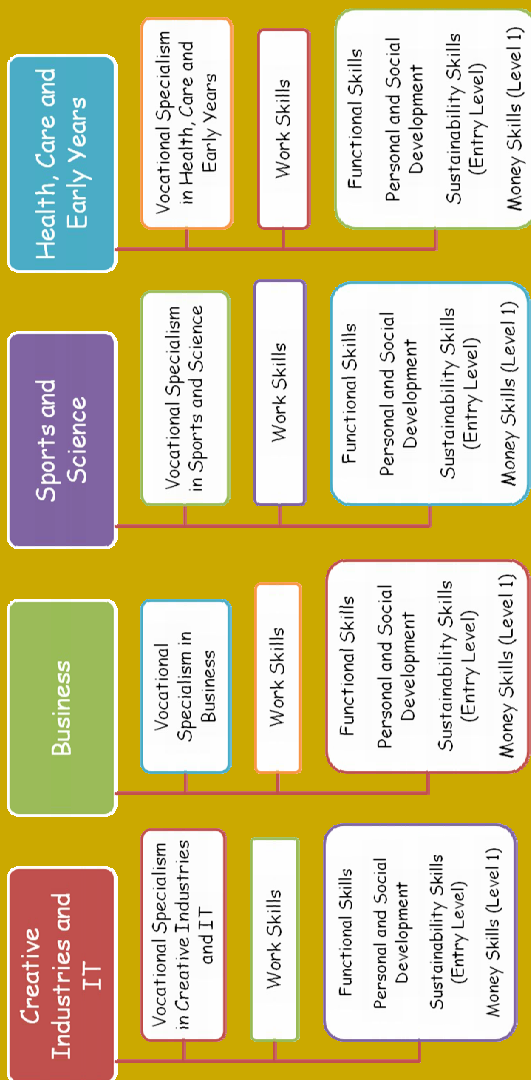 Creative
Industries and
IT
Vocational Specialism
in Creative Industries
and IT
Work Skills
Functional Skills
Personal and Social
Development
Sustainability Skills
(Entry Level)
Money Skills (Level 1)
Business
Vocational
Specialism in
Business
Work Skills
Functional Skills
Personal and Social
Development
Sustainability Skills
(Entry Level)
Money Skills (Level 1)
Sports and
Science
Vocational Specialism
in Sports and Science
Work Skills
Functional Skills
Personal and Social
Development
Sustainability Skills
(Entry Level)
Money Skills (Level 1)
Health, Care and
Early Years
Vocational Specialism
in Health, Care and
Early Years
Work Skills
Functional Skills
Personal and Social
Development
Sustainability Skills
(Entry Level)
Money Skills (Level 1)